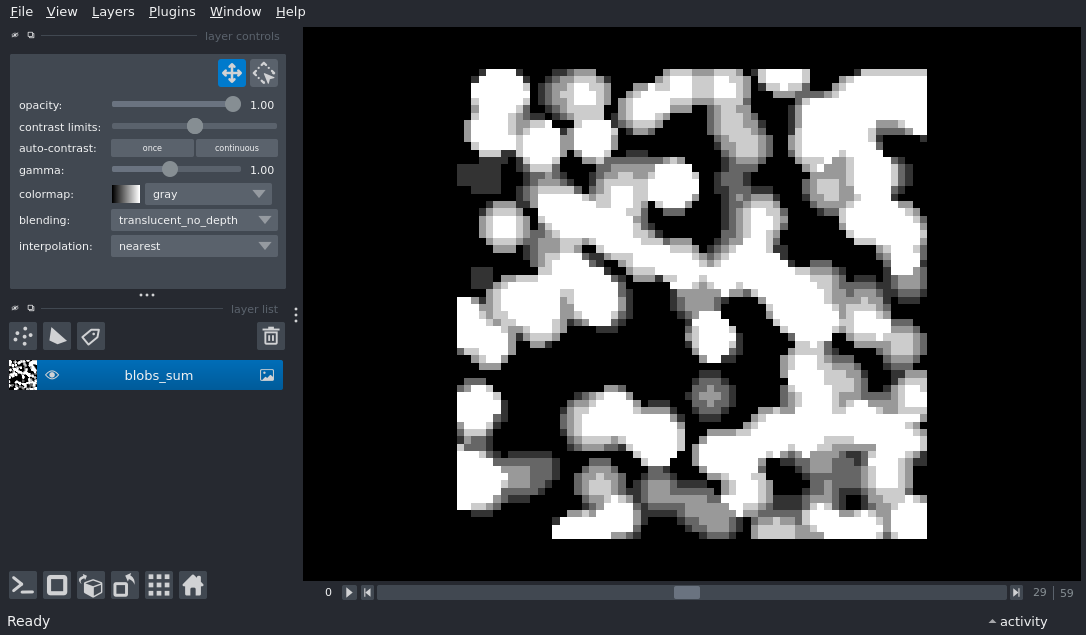 File View Layers Plugins Window Help
layer controls
opacity: 1.00
contrast limits:
auto-contrast: once continuous
gamma: 1.00
colormap: gray
blending: translucent_no_depth
interpolation: nearest
layer list
blobs_sum
0 29 59
Ready activity